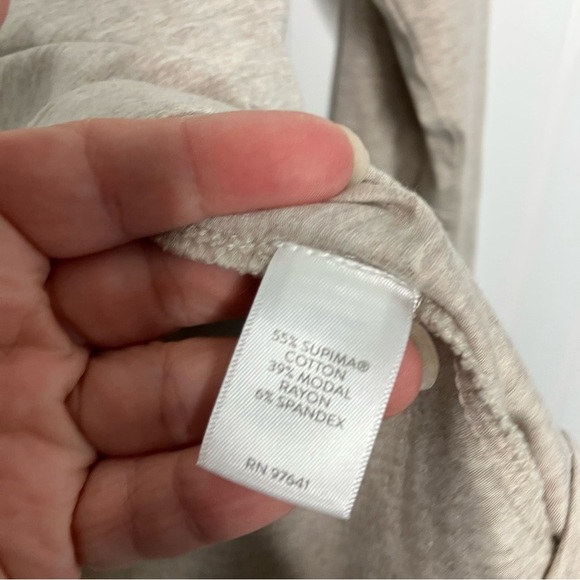 55% SUPIMA®
COTTON
39% MODAL
RAYON
6% SPANDEX
RN 97641